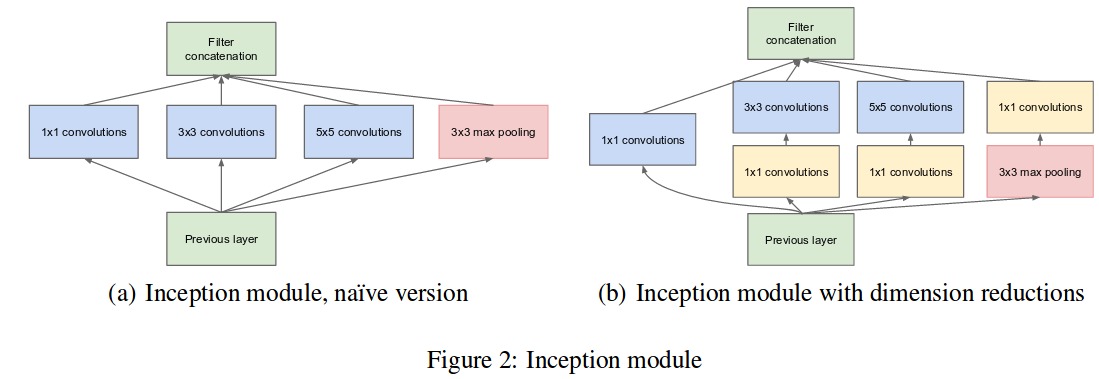 Filter
concatenation
1x1 convolutions
3x3 convolutions
5x5 convolutions
3x3 max pooling
Previous layer
(a) Inception module, naïve version
Filter
concatenation
3x3 convolutions
5x5 convolutions
1x1 convolutions
1x1 convolutions
1x1 convolutions
1x1 convolutions
3x3 max pooling
Previous layer
(b) Inception module with dimension reductions
Figure 2: Inception module